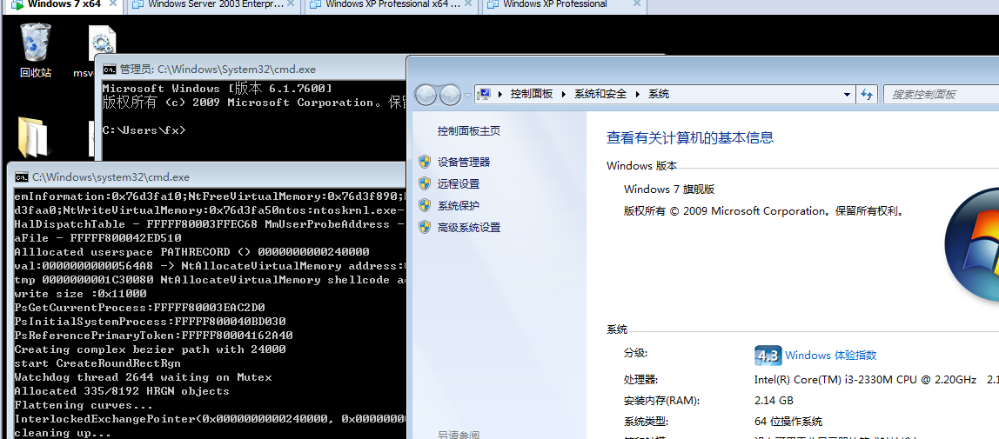 Windows 7 x64
Windows Server 2003 Enterpr...
Windows XP Professional x64 ...
Windows XP Professional
回收站
管理员: C:\Windows\System32\cmd.exe
Microsoft Windows [版本 6.1.7600]
版权所有 (c) 2009 Microsoft Corporation。保留
C:\Users\fx>
C:\Windows\system32\cmd.exe
emInformation:0x76d3fa10;NtFreeVirtualMemory:0x76d3f890;
d3faa0;NtWriteVirtualMemory:0x76d3fa50ntos:ntoskrnl.exe-
HalDispatchTable - FFFFF80003FFEC68 MmUserProbeAddress -
aFile - FFFFF800042ED510
Alllocated userspace PATHRECORD () 0000000000240000
val:00000000000564A8 -> NtAllocateVirtualMemory address:
tmp 0000000001C30080 NtAllocateVirtualMemory shellcode
write size :0x11000
PsGetCurrentProcess:FFFFF80003EAC2D0
PsInitialSystemProcess:FFFFF800040BD030
PsReferencePrimaryToken:FFFFF80004162A40
Creating complex bezier path with 24000
start CreateRoundRectRgn
Watchdog thread 2644 waiting on Mutex
Allocated 335/8192 HRGN objects
Flattening curves...
InterlockedExchangePointer(0x0000000000240000, 0x0000000
cleaning up...
控制面板 系统和安全 系统
搜索控制面板
控制面板主页
设备管理器
远程设置
系统保护
高级系统设置
另请参阅
查看有关计算机的基本信息
Windows 版本
Windows 7 旗舰版
版权所有 © 2009 Microsoft Corporation。保留所有权利。
系统
分级: 4.3 Windows 体验指数
处理器: Intel(R) Core(TM) i3-2330M CPU @ 2.20GHz 2.1
安装内存(RAM): 2.14 GB
系统类型: 64 位操作系统